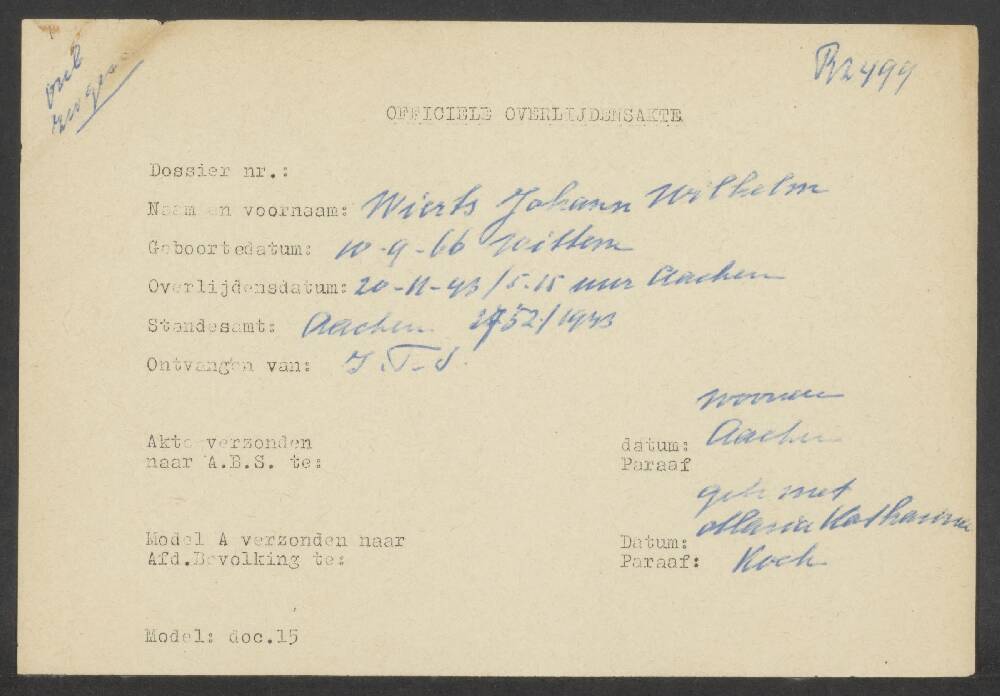 R2499
OFFICIELE OVERLIJDENSAKTE
Dossier nr.:
Naam en voornaam: Wierts Johann Wilhelm
Geboortedatum: 10-9-66 Wittem
Overlijdensdatum: 20-11-43/5.15 uur Aachen
Standesamt: Aachen 2752/1943
Ontvangen van: I.T.S.
Aachen
Akte verzonden datum:
naar A.B.S. te: Paraaf
geh met
Maria Katharina
Model A verzonden naar Datum:
Afd.Bevolking te: Paraaf: Koch
Model: doc.15